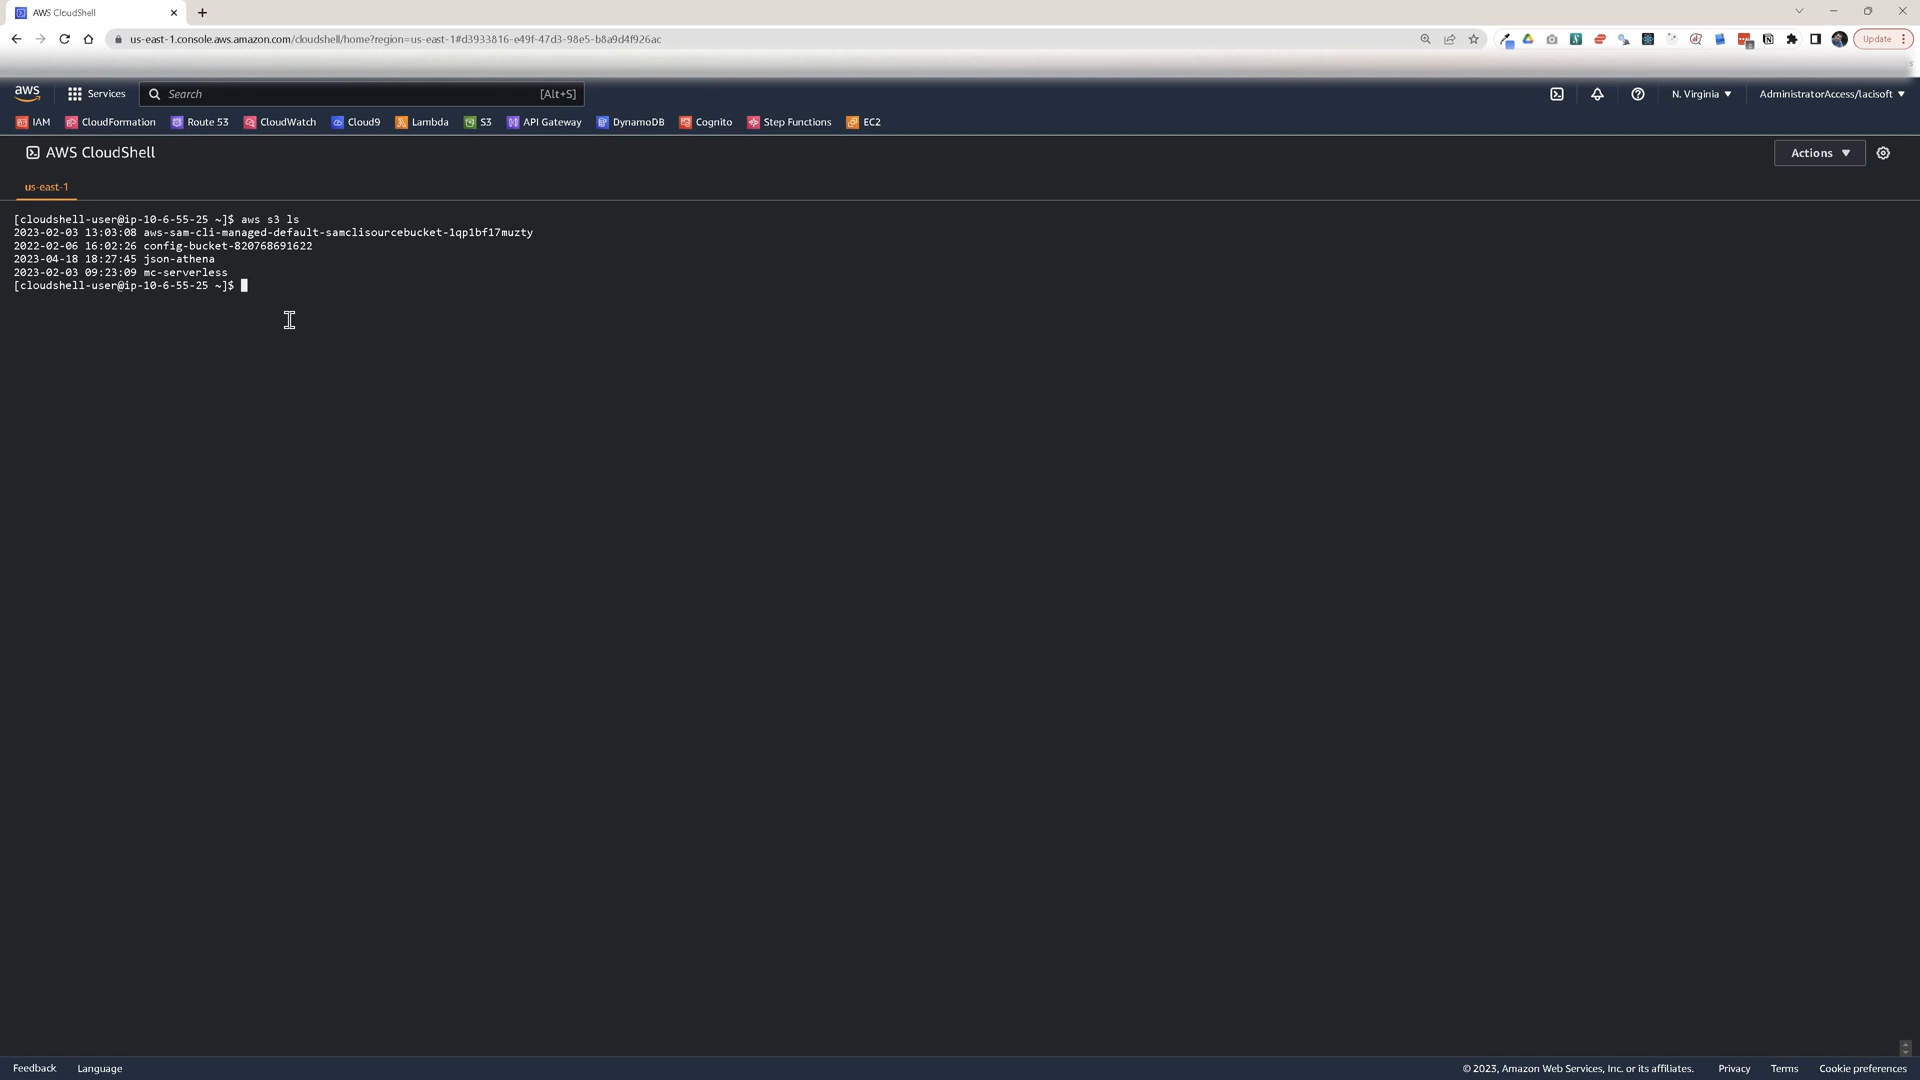 AWS CloudShell
us-east-1.console.aws.amazon.com/cloudshell/home?region=us-east-1#d3933816-e49f-47d3-98e5-b8a9d4f926ac
Update
aws
Services
Search
[Alt+S]
N. Virginia
AdministratorAccess/lacisoft
IAM
CloudFormation
Route 53
CloudWatch
Cloud9
Lambda
S3
API Gateway
DynamoDB
Cognito
Step Functions
EC2
AWS CloudShell
Actions
us-east-1
[cloudshell-user@ip-10-6-55-25 ~]$ aws s3 ls
2023-02-03 13:03:08 aws-sam-cli-managed-default-samclisourcebucket-1qp1bf17muzty
2022-02-06 16:02:26 config-bucket-820768691622
2023-04-18 18:27:45 json-athena
2023-02-03 09:23:09 mc-serverless
[cloudshell-user@ip-10-6-55-25 ~]$
Feedback
Language
© 2023, Amazon Web Services, Inc. or its affiliates.
Privacy
Terms
Cookie preferences